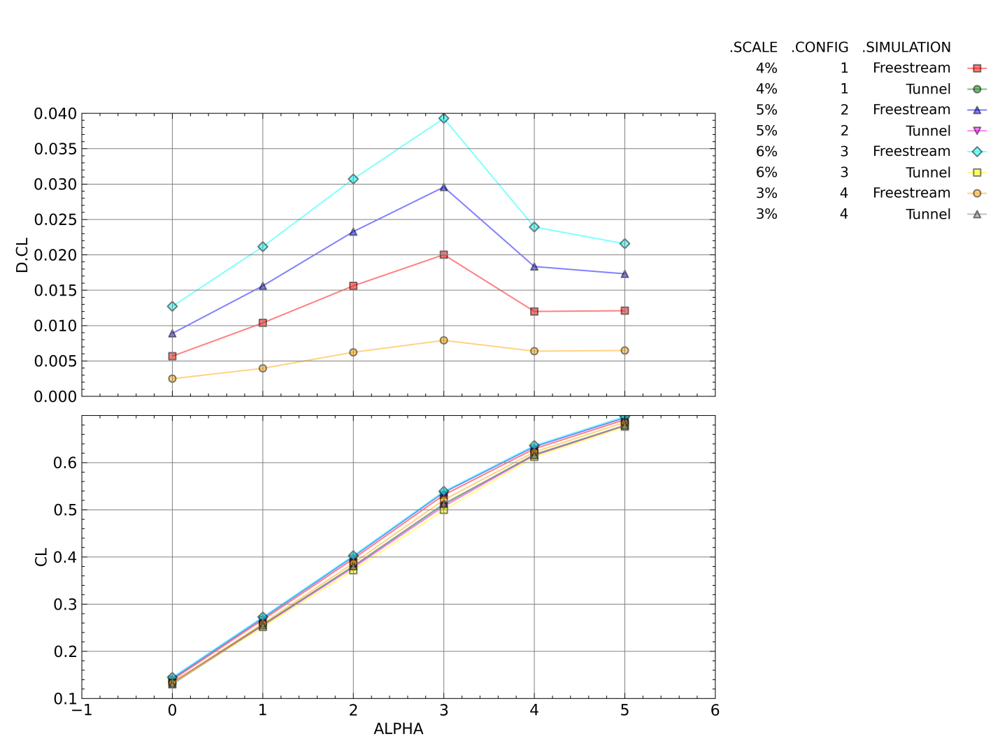 .SCALE .CONFIG .SIMULATION
4% 1 Freestream
4% 1 Tunnel
5% 2 Freestream
5% 2 Tunnel
6% 3 Freestream
6% 3 Tunnel
3% 4 Freestream
3% 4 Tunnel
0.040
0.035
0.030
0.025
0.020
0.015
0.010
0.005
0.000
D.CL
0.6
0.5
0.4
0.3
0.2
0.1
CL
−1 0 1 2 3 4 5 6
ALPHA